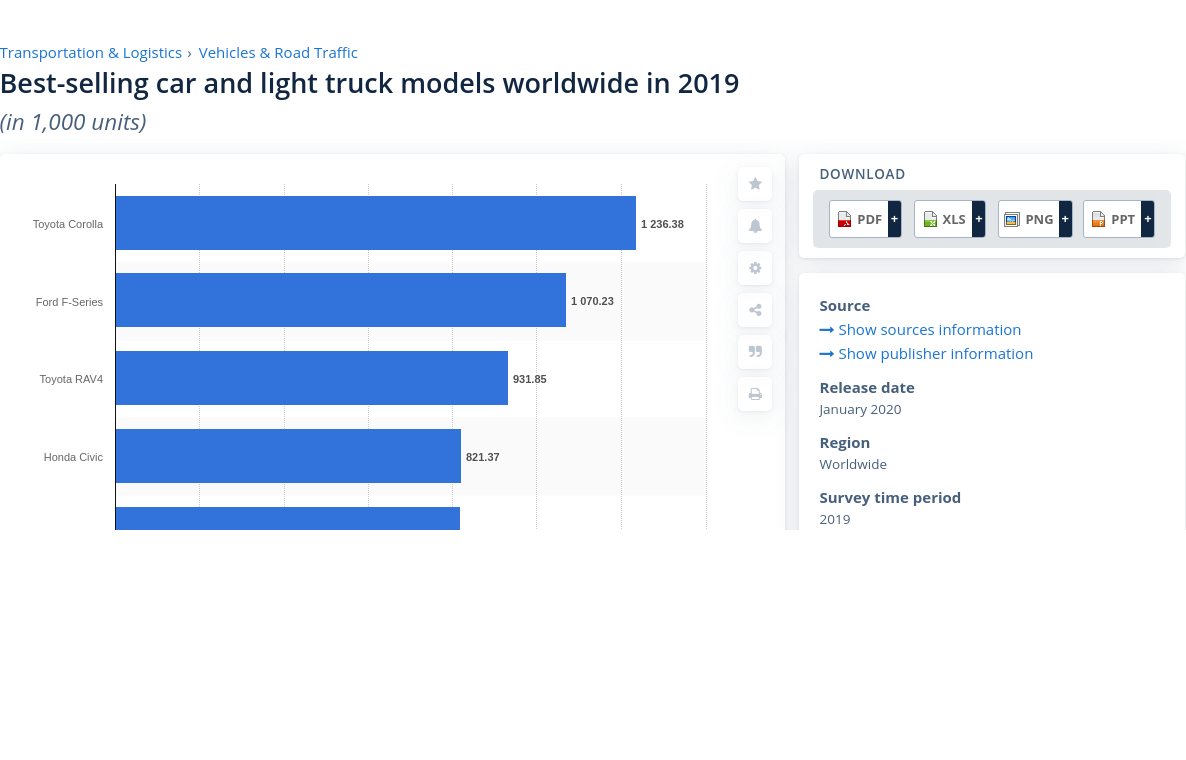 Transportation & Logistics › Vehicles & Road Traffic
Best-selling car and light truck models worldwide in 2019
(in 1,000 units)
Toyota Corolla
1 236.38
Ford F-Series
1 070.23
Toyota RAV4
931.85
Honda Civic
821.37
DOWNLOAD
PDF +
XLS +
PNG +
PPT +
Source
Show sources information
Show publisher information
Release date
January 2020
Region
Worldwide
Survey time period
2019